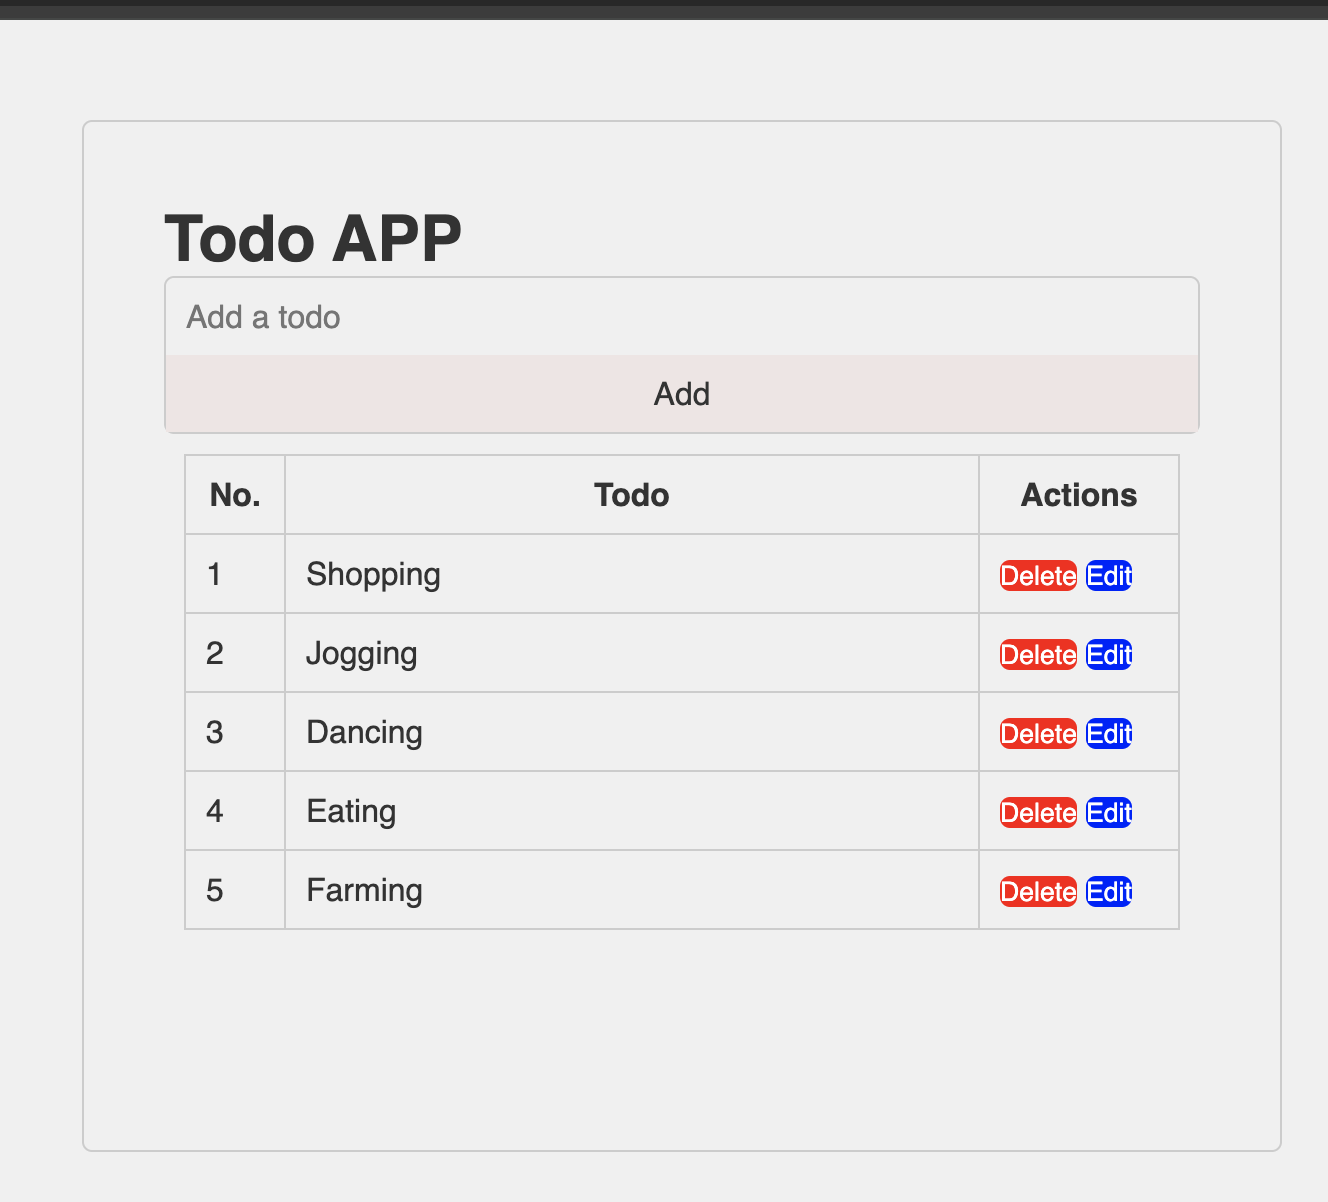 Todo APP
Add a todo
Add
No. Todo Actions
1 Shopping Delete Edit
2 Jogging Delete Edit
3 Dancing Delete Edit
4 Eating Delete Edit
5 Farming Delete Edit